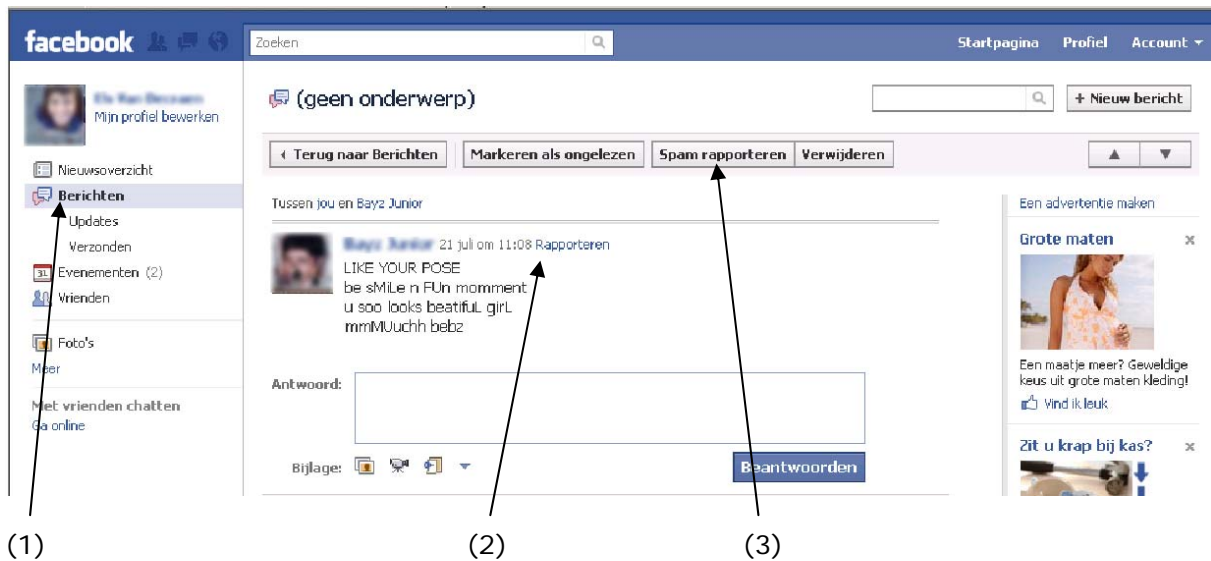 facebook Zoeken Startpagina Profiel Account
Mijn profiel bewerken
Nieuwsoverzicht
Berichten
Updates
Verzonden
31 Evenementen (2)
Vrienden
Foto's
Meer
Met vrienden chatten
Ga online
(geen onderwerp)
+ Nieuw bericht
Terug naar Berichten Markeren als ongelezen Spam rapporteren Verwijderen
Tussen jou en Bayz Junior
Bayz Junior 21 juli om 11:08 Rapporteren
LIKE YOUR POSE
be sMiLe n FUn momment
u soo looks beatifuL girL
mmMUuchh bebz
Antwoord:
Bijlage:
Beantwoorden
Een advertentie maken
Grote maten x
Een maatje meer? Geweldige
keus uit grote maten kleding!
Vind ik leuk
Zit u krap bij kas? x
(1) (2) (3)